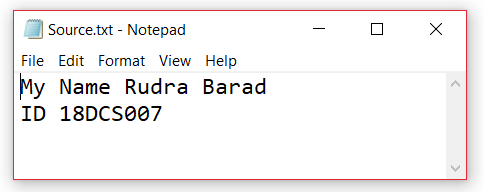 Source.txt - Notepad
File Edit Format View Help
My Name Rudra Barad
ID 18DCS007